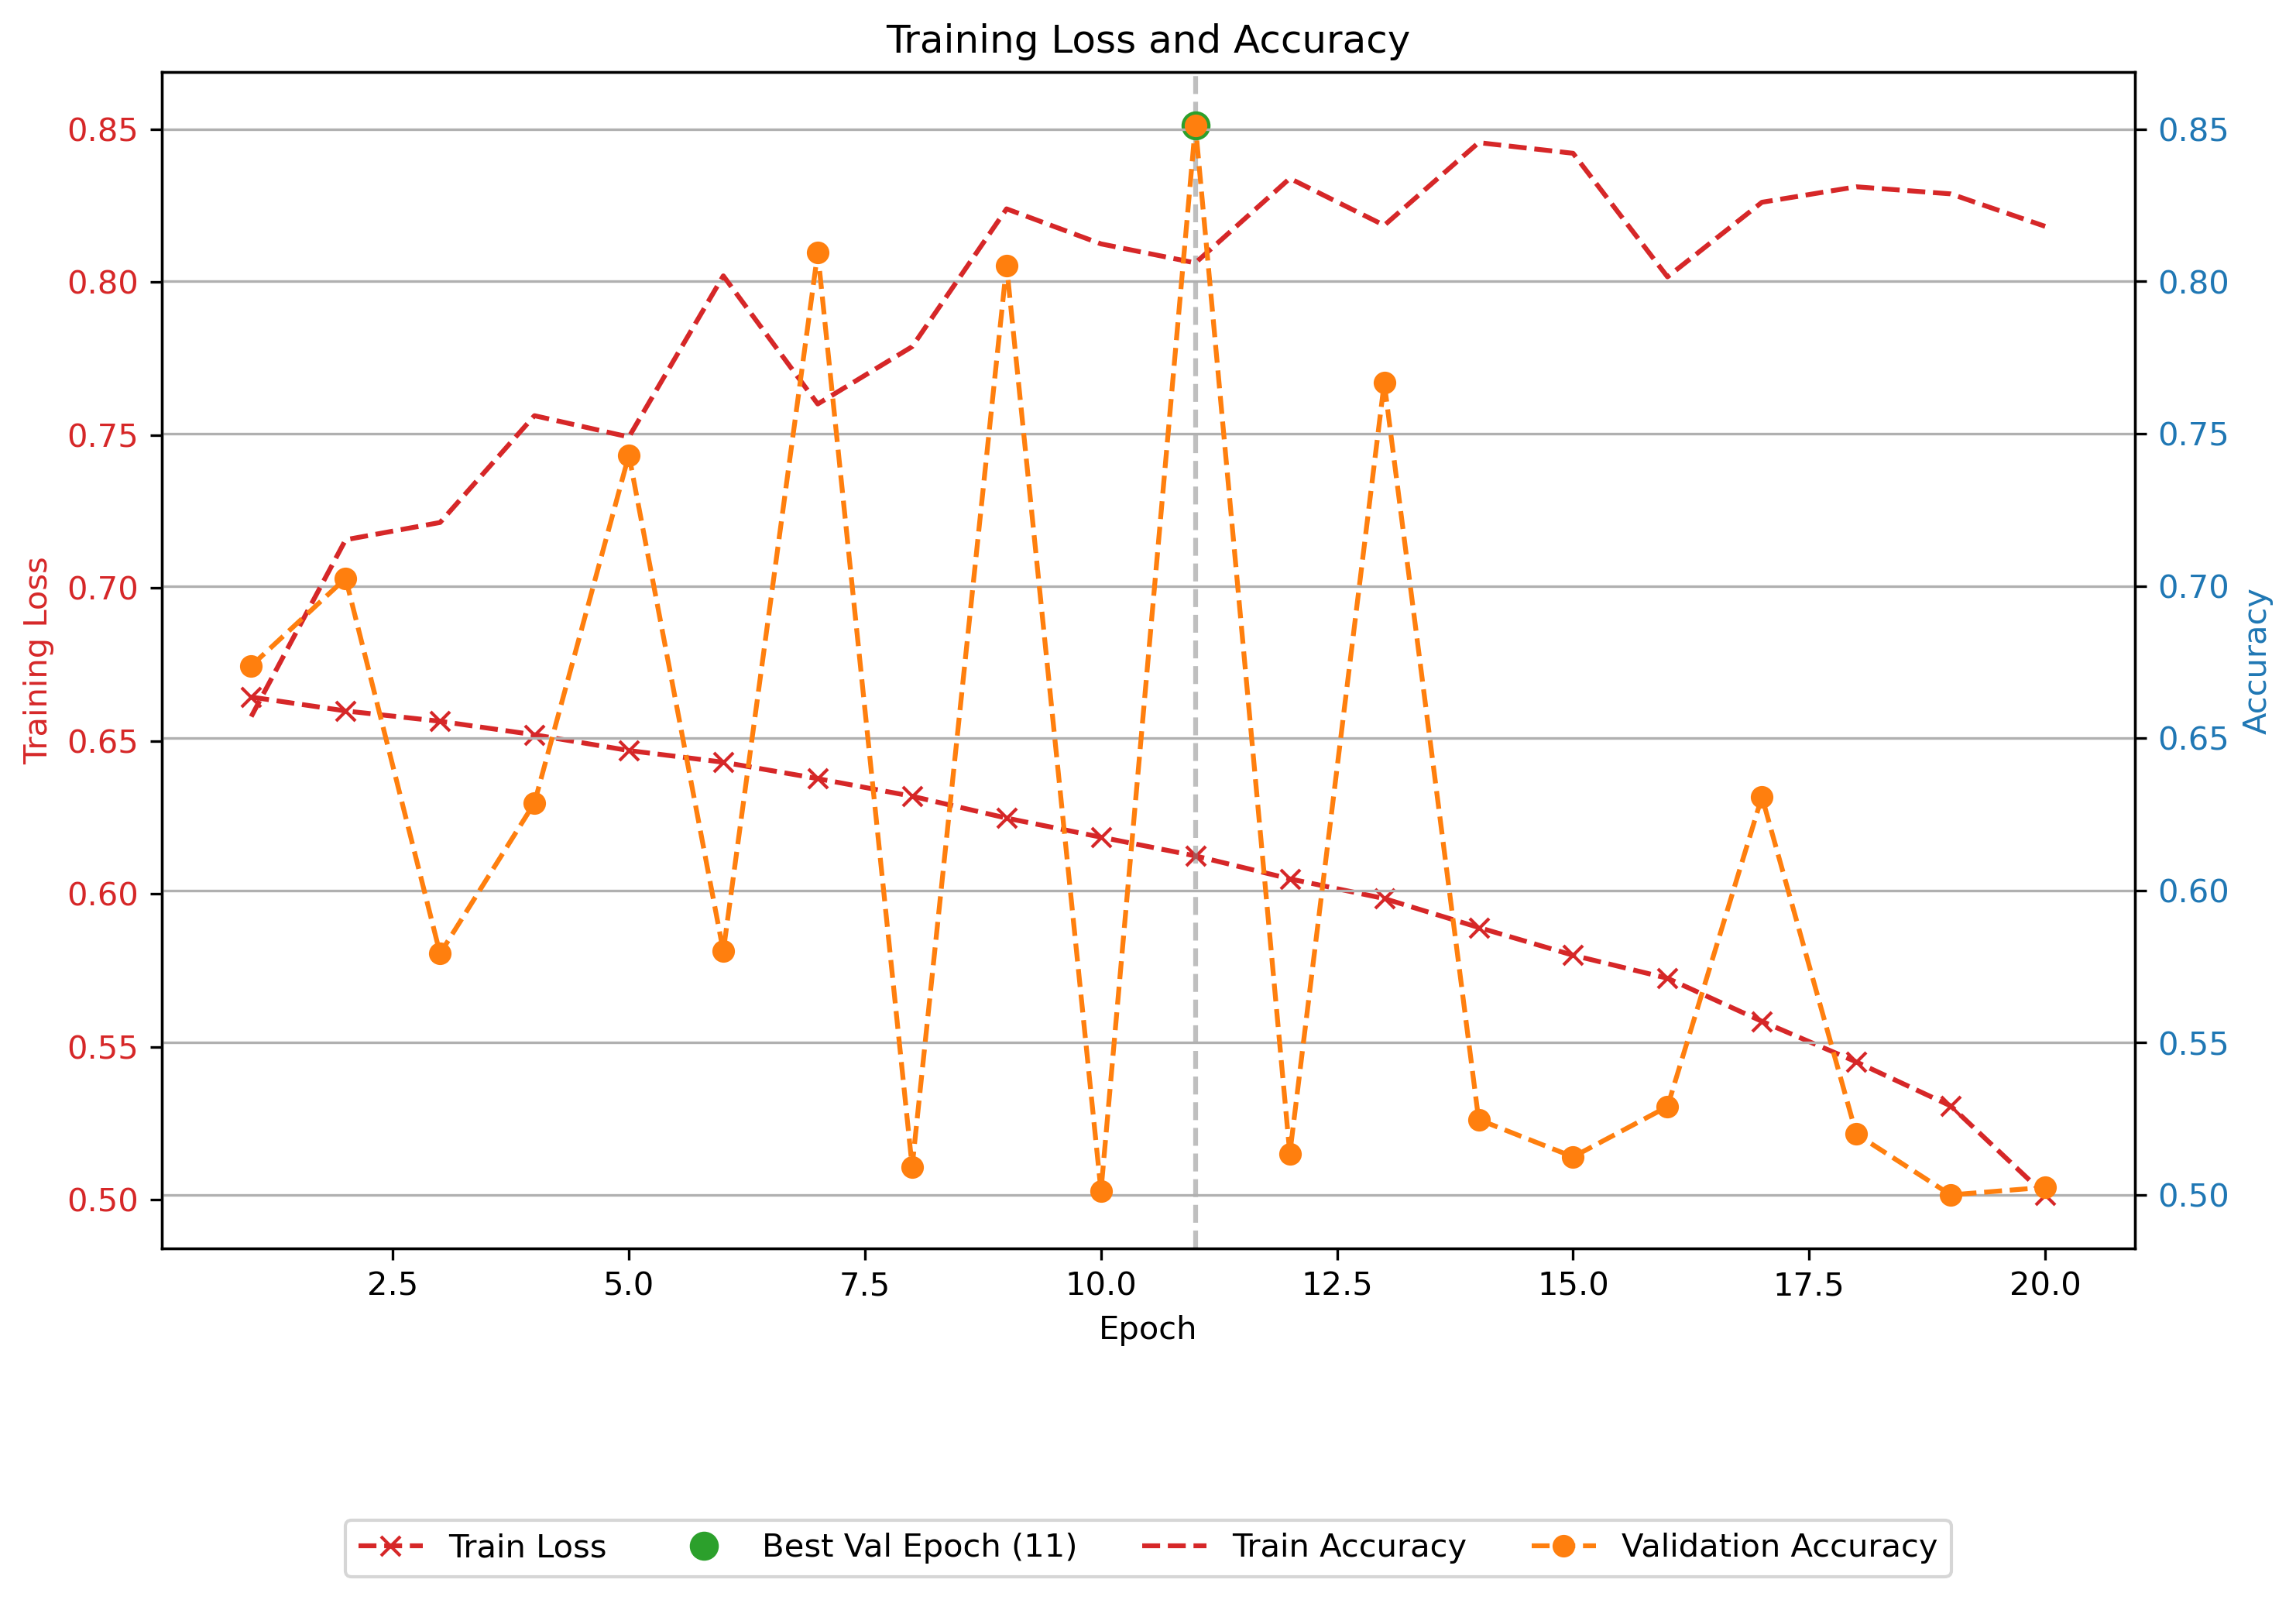 Training Loss and Accuracy
0.85
0.80
0.75
0.70
0.65
0.60
0.55
0.50
Training Loss
0.85
0.80
0.75
0.70
0.65
0.60
0.55
0.50
Accuracy
2.5 5.0 7.5 10.0 12.5 15.0 17.5 20.0
Epoch
Train Loss Best Val Epoch (11) Train Accuracy Validation Accuracy